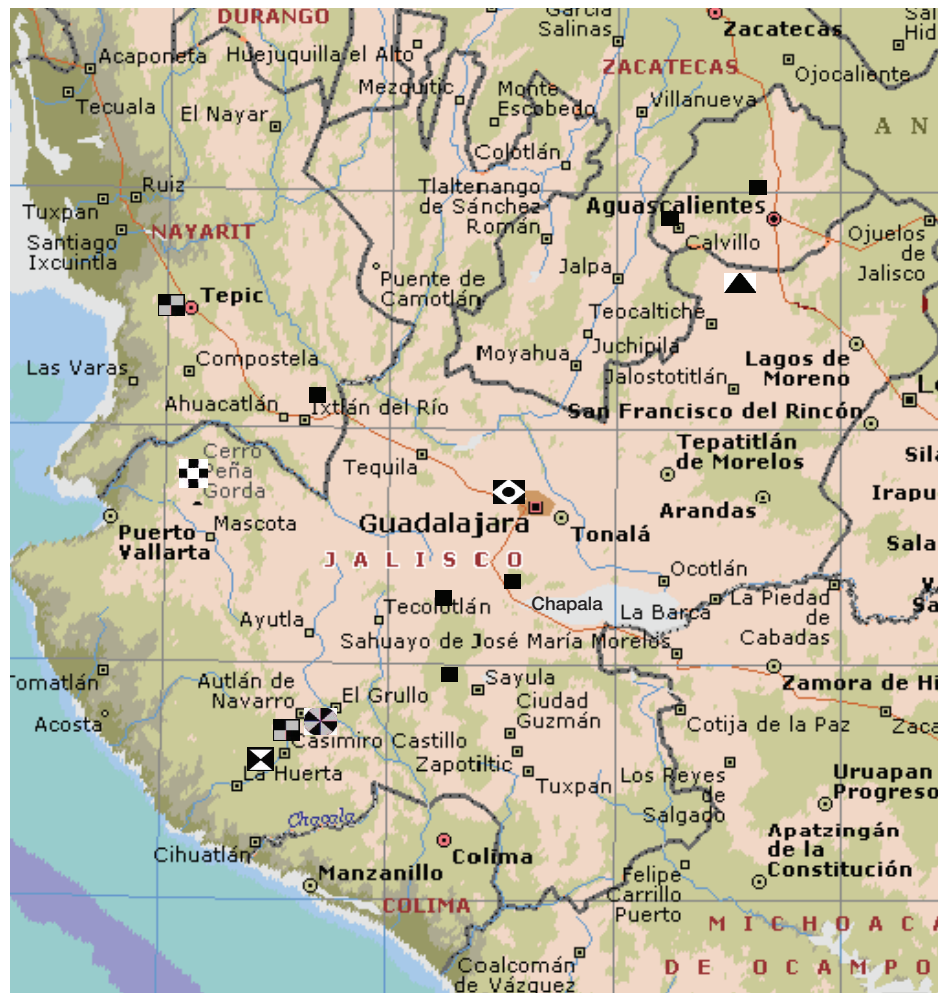 DURANGO
García
Salinas
Zacatecas
Sal
Hid
Acaponeta
Huejuquilla el Alto
ZACATECAS
Ojocaliente
Tecuala
Mezquitic
Monte
Escobedo
Villanueva
El Nayar
A N
Colotlán
Ruiz
Tlaltenango
de Sánchez
Román
Aguascalientes
Tuxpan
NAYARIT
Santiago
Ixcuintla
Calvillo
Ojuelos
de
Jalisco
Puente de
Camotlán
Jalpa
Tepic
Teocaltiche
Juchipila
Moyahua
Compostela
Las Varas
Lagos de
Moreno
Jalostotitlán
Ahuacatlán
Ixtlán del Río
San Francisco del Rincón
Tepatitlán
de Morelos
Cerro
Peña
Gorda
Tequila
Sila
Irapu
Arandas
Guadalajara
Tonalá
Mascota
Puerto
Vallarta
Sala
JALISCO
Ocotlán
Tecolotlán
Chapala
La Barca
La Piedad
de
Cabadas
Sa
Ayutla
Sahuayo de José María Morelos
Tomatlán
Autlán de
Navarro
El Grullo
Sayula
Ciudad
Guzmán
Zamora de Hi
Acosta
Cotija de la Paz
Zaca
Casimiro Castillo
La Huerta
Zapotiltic
Tuxpan
Los Reyes
de
Salgado
Uruapan
Progreso
Chacala
Cihuatlán
Colima
Apatzingán
de la
Constitución
Manzanillo
Felipe
Carrillo
Puerto
COLIMA
MICHOACA
Coalcomán
de Vázquez
DE OCAMPO